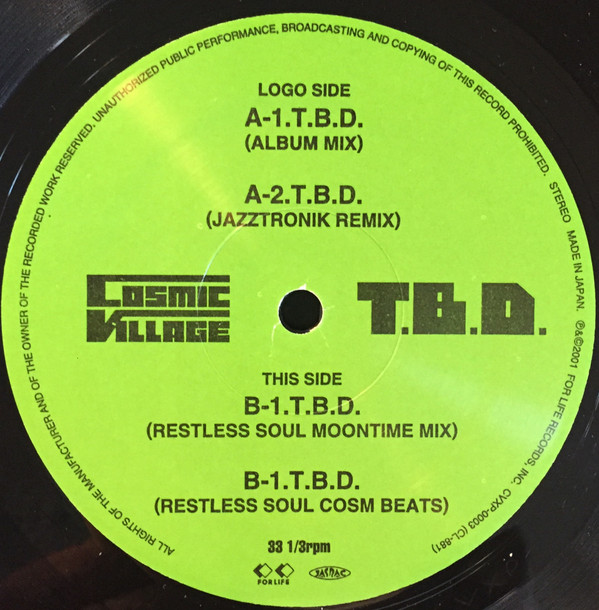 ALL RIGHTS OF THE MANUFACTURER AND OF THE OWNER OF THE RECORDED WORK RESERVED. UNAUTHORIZED PUBLIC PERFORMANCE, BROADCASTING AND COPYING OF THIS RECORD PROHIBITED. STEREO MADE IN JAPAN. ℗&©2001 FOR LIFE RECORDS, INC. CVXP-0003 (CL-881)
LOGO SIDE
A-1.T.B.D.
(ALBUM MIX)
A-2.T.B.D.
(JAZZTRONIK REMIX)
COSMIC
VILLAGE
T.B.D.
THIS SIDE
B-1.T.B.D.
(RESTLESS SOUL MOONTIME MIX)
B-1.T.B.D.
(RESTLESS SOUL COSM BEATS)
33 1/3rpm
FOR LIFE
JASRAC